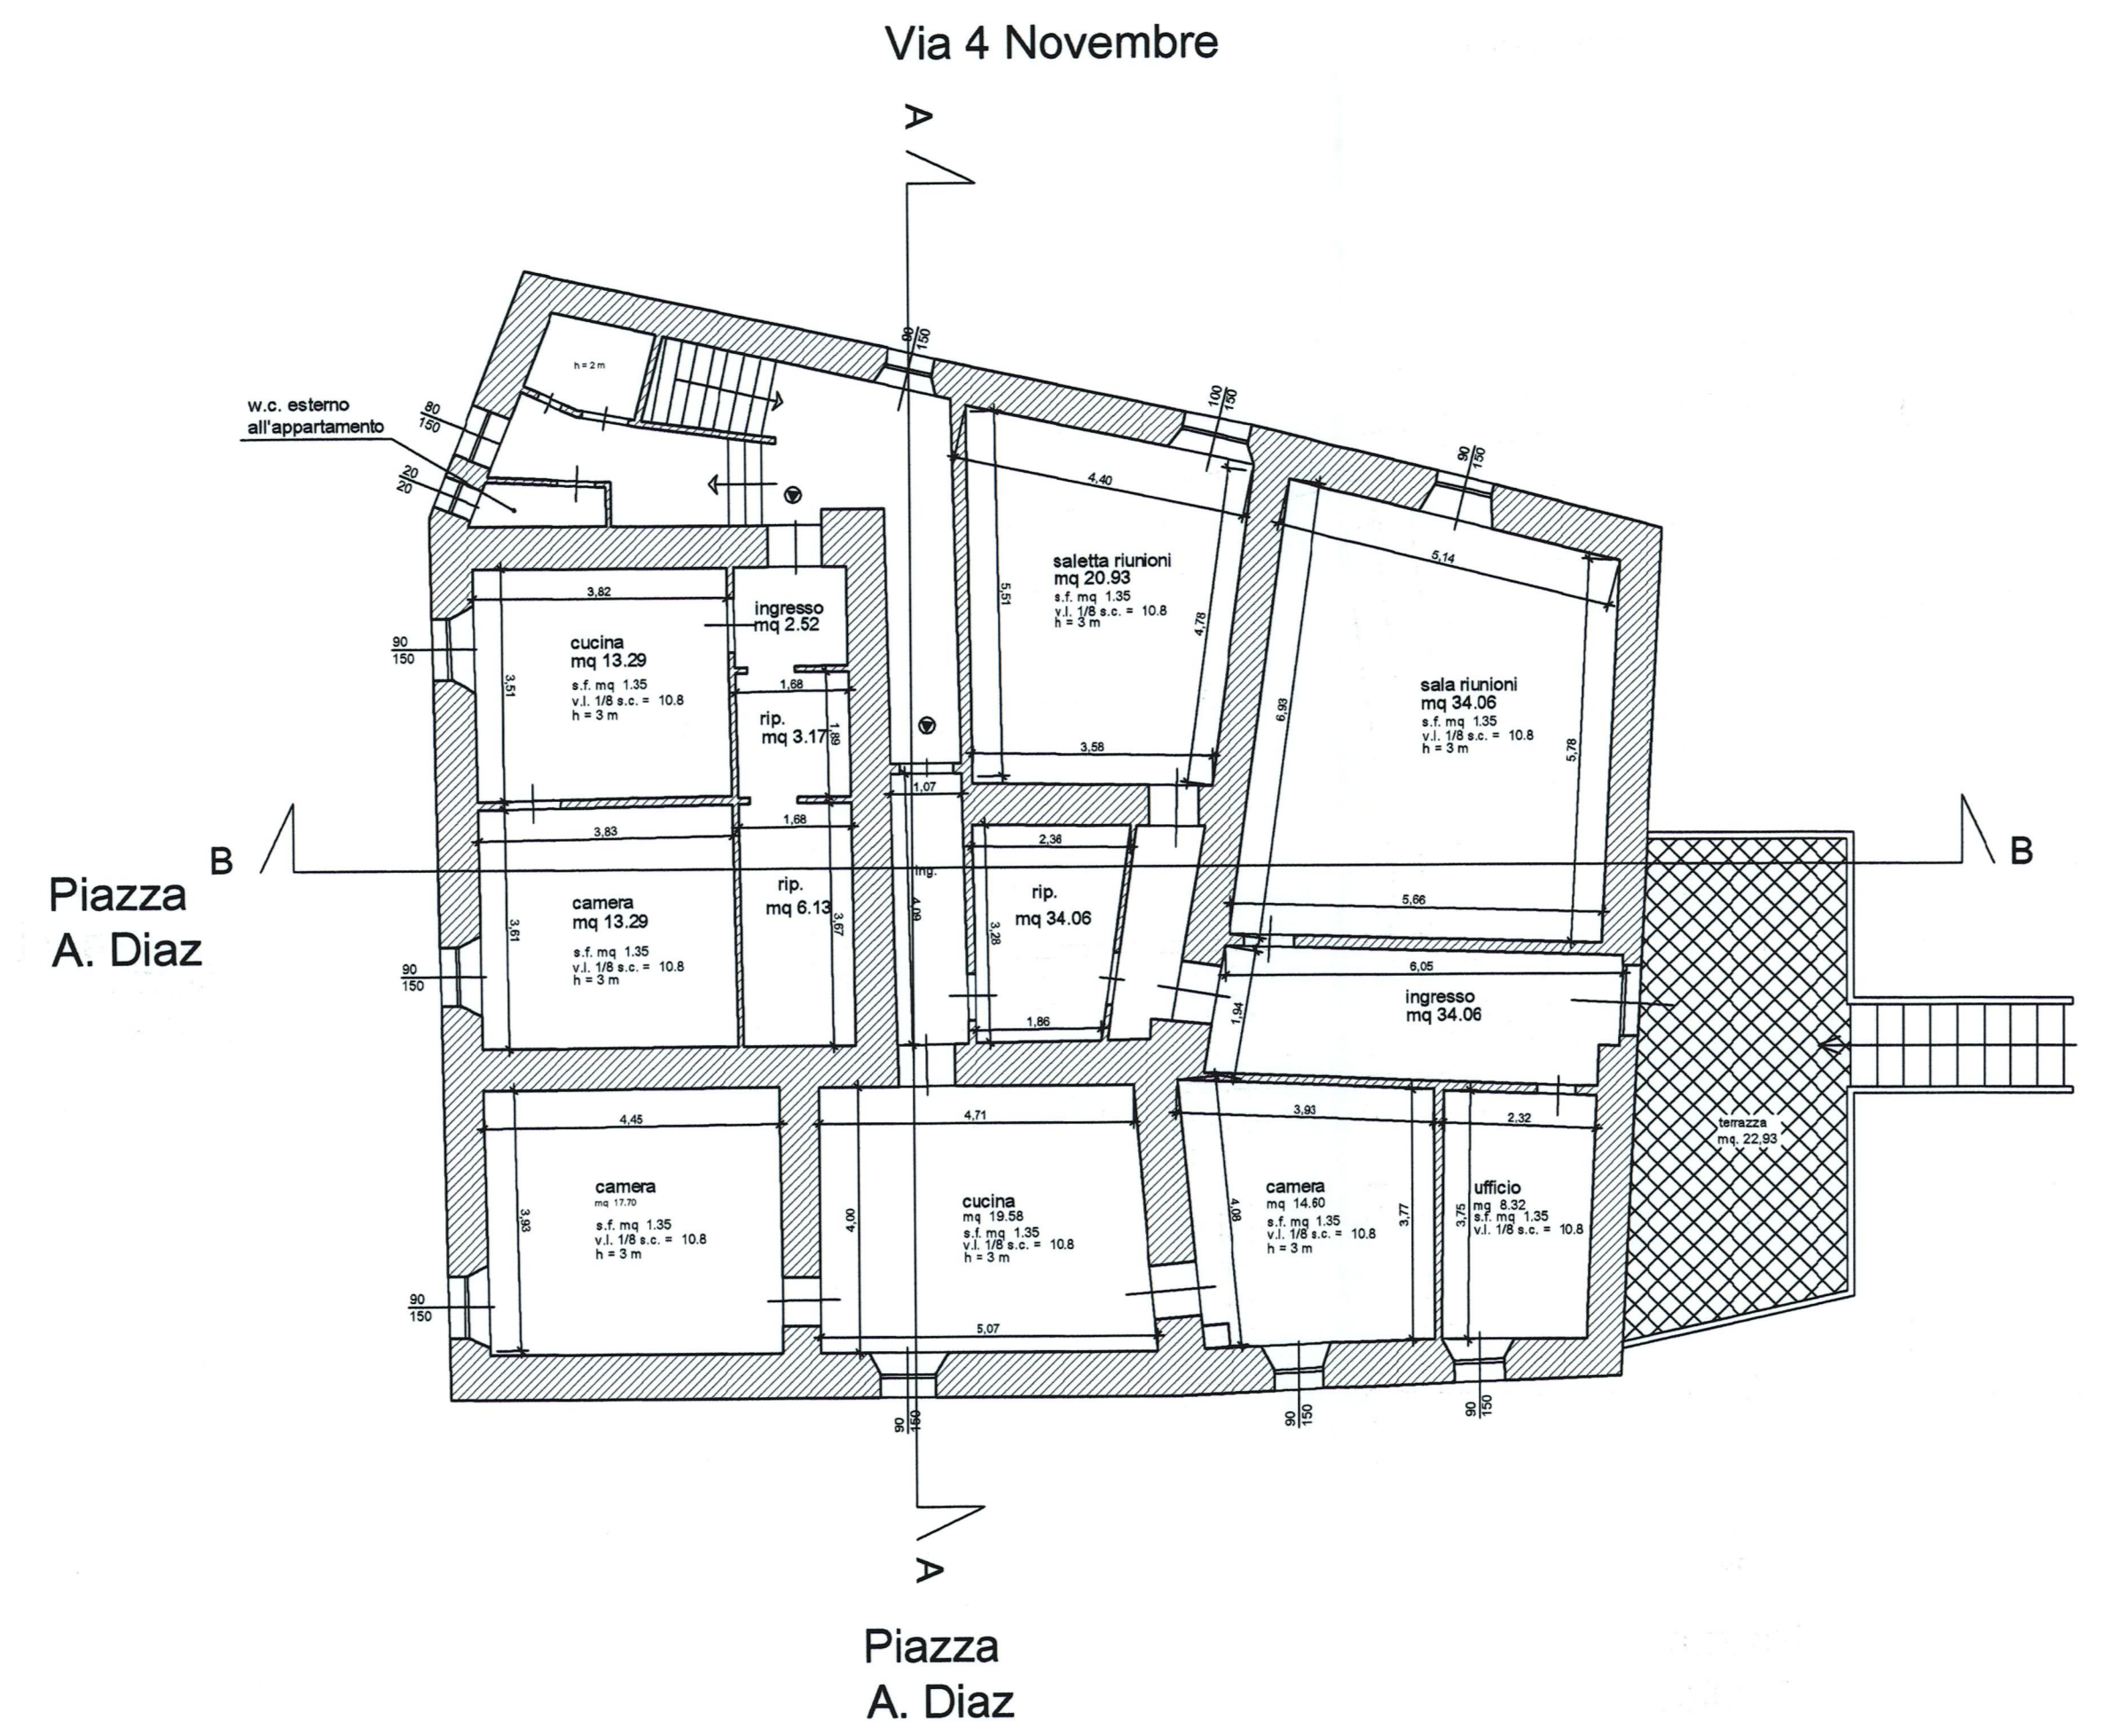 Via 4 Novembre
A
80
150
h = 2 m
w.c. esterno
all'appartamento
80
150
20
20
100
150
90
150
4,40
5,14
saletta riunioni
mq 20.93
s.f. mq 1.35
v.l. 1/8 s.c. = 10.8
h = 3 m
5,51
4,78
3,58
3,82
ingresso
mq 2.52
cucina
mq 13.29
s.f. mq 1.35
v.l. 1/8 s.c. = 10.8
h = 3 m
90
150
3,51
1,68
rip.
mq 3.17
1,89
sala riunioni
mq 34.06
s.f. mq 1.35
v.l. 1/8 s.c. = 10.8
h = 3 m
6,93
5,78
5,66
1,07
1,68
3,83
2,36
B
B
Piazza
A. Diaz
ing.
4,09
camera
mq 13.29
s.f. mq 1.35
v.l. 1/8 s.c. = 10.8
h = 3 m
90
150
3,61
rip.
mq 6.13
3,67
rip.
mq 34.06
3,28
1,86
6,05
ingresso
mq 34.06
1,94
4,45
4,71
3,93
2,32
terrazza
mq. 22,93
camera
mq 17.70
s.f. mq 1.35
v.l. 1/8 s.c. = 10.8
h = 3 m
3,93
90
150
cucina
mq 19.58
s.f. mq 1.35
v.l. 1/8 s.c. = 10.8
h = 3 m
4,00
5,07
camera
mq 14.60
s.f. mq 1.35
v.l. 1/8 s.c. = 10.8
h = 3 m
4,08
3,77
ufficio
mq 8.32
s.f. mq 1.35
v.l. 1/8 s.c. = 10.8
3,75
90
150
90
150
90
150
A
Piazza
A. Diaz